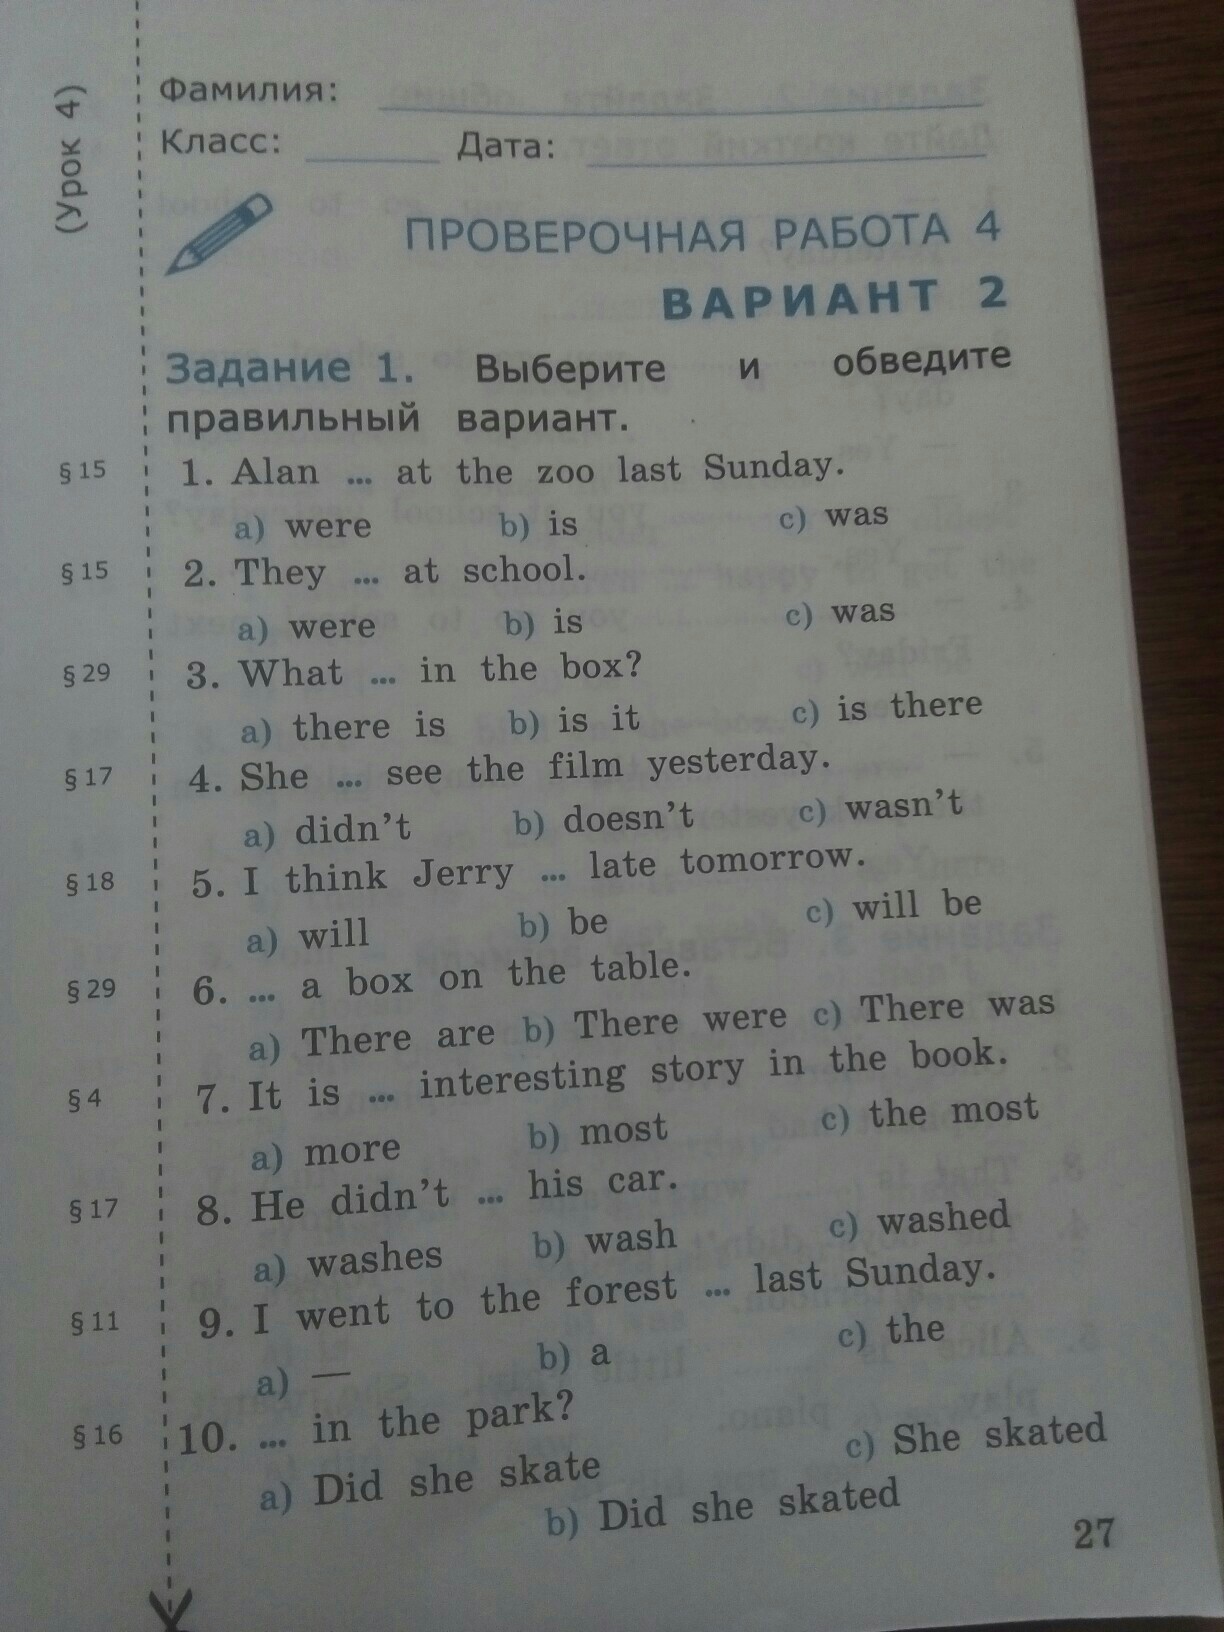 (Урок 4)
Фамилия:
Класс: Дата:
ПРОВЕРОЧНАЯ РАБОТА 4
ВАРИАНТ 2
Задание 1. Выберите и обведите
правильный вариант.
§ 15 1. Alan ... at the zoo last Sunday.
a) were b) is c) was
§ 15 2. They ... at school.
a) were b) is c) was
§ 29 3. What ... in the box?
a) there is b) is it c) is there
§ 17 4. She ... see the film yesterday.
a) didn't b) doesn't c) wasn't
§ 18 5. I think Jerry ... late tomorrow.
a) will b) be c) will be
§ 29 6. ... a box on the table.
a) There are b) There were c) There was
§ 4 7. It is ... interesting story in the book.
a) more b) most c) the most
§ 17 8. He didn't ... his car.
a) washes b) wash c) washed
§ 11 9. I went to the forest ... last Sunday.
a) — b) a c) the
§ 16 10. ... in the park?
a) Did she skate c) She skated
b) Did she skated
27